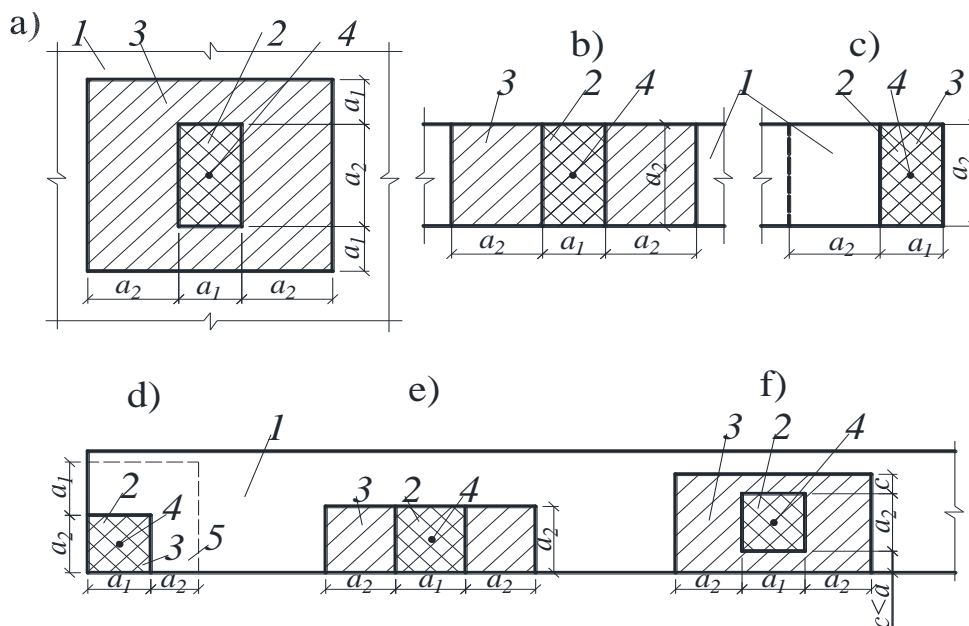 a)
1 3 2 4
a₁
a₂
a₁
a₂ a₁ a₂
b)
3 2 4
a₂
a₂ a₁ a₂
1
c)
2 4 3
a₂
a₂ a₁
d)
a₁
a₂
2
4
3 5
a₁ a₂
1
e)
3 2 4
a₂
a₂ a₁ a₂
f)
3 2 4
c
a₂
c<a
a₂ a₁ a₂